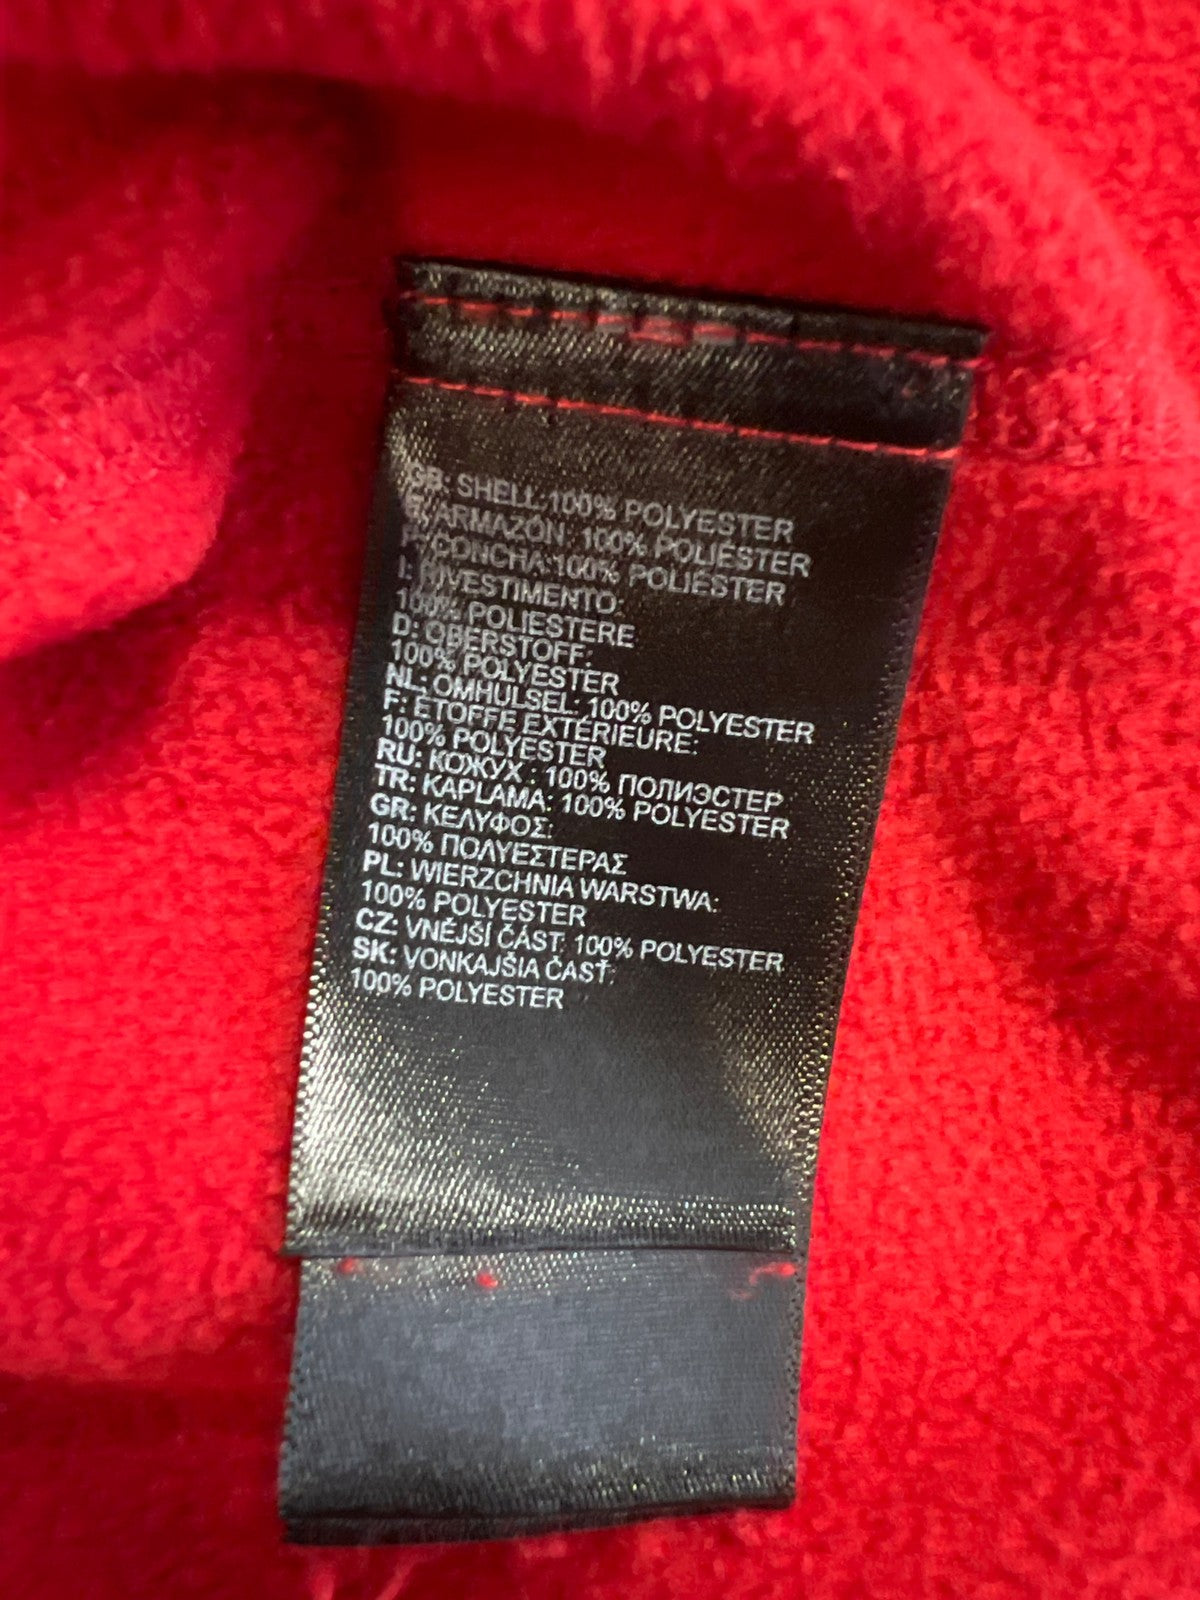 GB: SHELL:100% POLYESTER
E: ARMAZÓN: 100% POLIÉSTER
P: CONCHA:100% POLIÉSTER
I: RIVESTIMENTO:
100% POLIESTERE
D: OBERSTOFF:
100% POLYESTER
NL: OMHULSEL: 100% POLYESTER
F: ÉTOFFE EXTÉRIEURE:
100% POLYESTER
RU: КОЖУХ : 100% ПОЛИЭСТЕР
TR: KAPLAMA: 100% POLYESTER
GR: ΚΕΛΥΦΟΣ:
100% ΠΟΛΥΕΣΤΕΡΑΣ
PL: WIERZCHNIA WARSTWA:
100% POLYESTER
CZ: VNĚJŠÍ ČÁST: 100% POLYESTER
SK: VONKAJŠIA ČASŤ:
100% POLYESTER